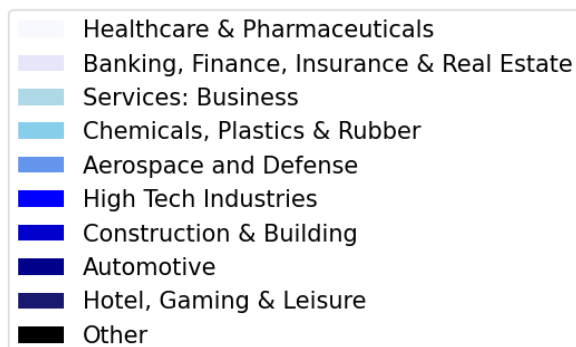 Healthcare & Pharmaceuticals
Banking, Finance, Insurance & Real Estate
Services: Business
Chemicals, Plastics & Rubber
Aerospace and Defense
High Tech Industries
Construction & Building
Automotive
Hotel, Gaming & Leisure
Other